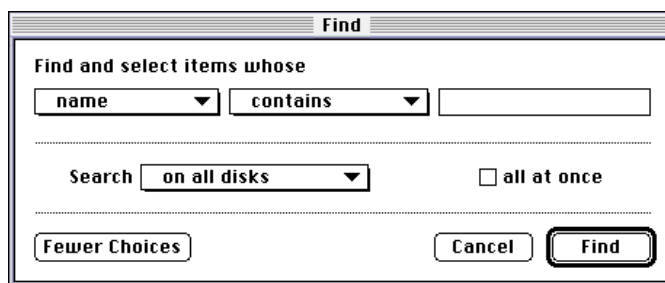 Find
Find and select items whose
name contains
Search on all disks all at once
Fewer Choices Cancel Find